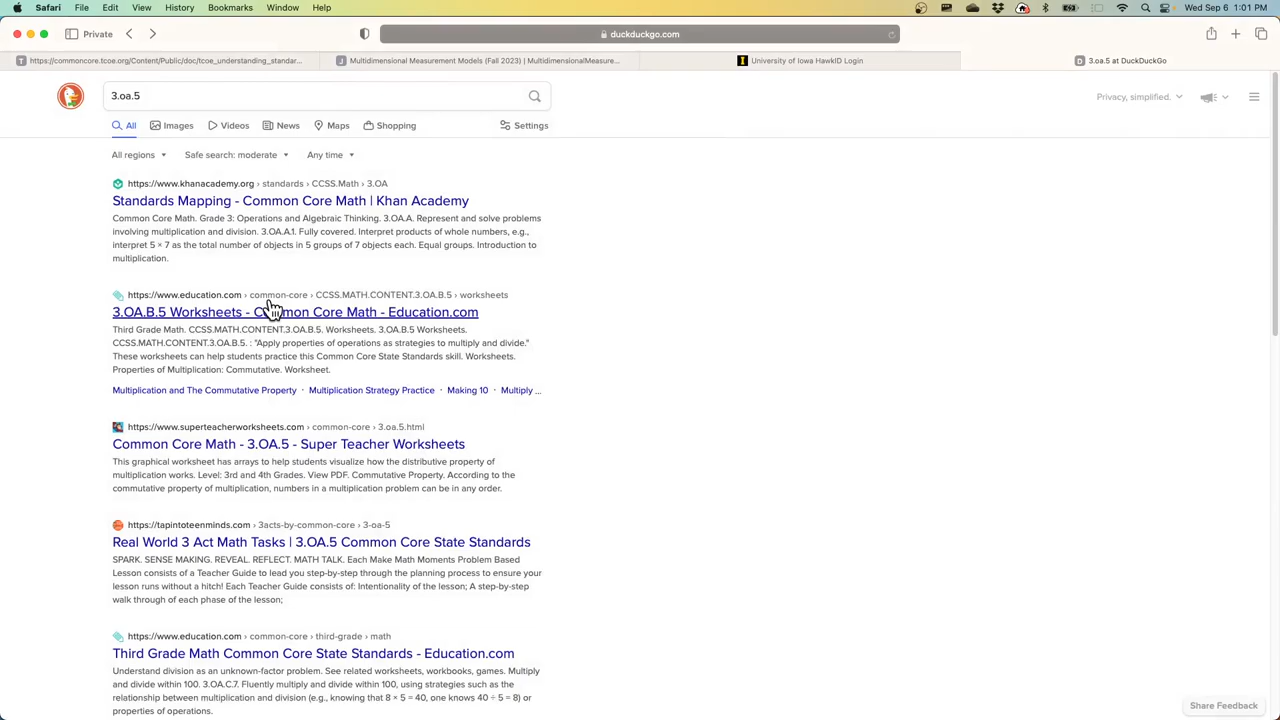 Safari File Edit View History Bookmarks Window Help Wed Sep 6 1:01 PM
Private duckduckgo.com
T https://commoncore.tcoe.org/Content/Public/doc/tcoe_understanding_standar... J Multidimensional Measurement Models (Fall 2023) | MultidimensionalMeasure... University of Iowa HawkID Login D 3.oa.5 at DuckDuckGo
3.oa.5 Privacy, simplified.
All Images Videos News Maps Shopping Settings
All regions Safe search: moderate Any time
https://www.khanacademy.org › standards › CCSS.Math › 3.OA
Standards Mapping - Common Core Math | Khan Academy
Common Core Math. Grade 3: Operations and Algebraic Thinking. 3.OA.A. Represent and solve problems
involving multiplication and division. 3.OA.A.1. Fully covered. Interpret products of whole numbers, e.g.,
interpret 5 × 7 as the total number of objects in 5 groups of 7 objects each. Equal groups. Introduction to
multiplication.
https://www.education.com › common-core › CCSS.MATH.CONTENT.3.OA.B.5 › worksheets
3.OA.B.5 Worksheets - Common Core Math - Education.com
Third Grade Math. CCSS.MATH.CONTENT.3.OA.B.5. Worksheets. 3.OA.B.5 Worksheets.
CCSS.MATH.CONTENT.3.OA.B.5. : "Apply properties of operations as strategies to multiply and divide."
These worksheets can help students practice this Common Core State Standards skill. Worksheets.
Properties of Multiplication: Commutative. Worksheet.
Multiplication and The Commutative Property · Multiplication Strategy Practice · Making 10 · Multiply ...
https://www.superteacherworksheets.com › common-core › 3.oa.5.html
Common Core Math - 3.OA.5 - Super Teacher Worksheets
This graphical worksheet has arrays to help students visualize how the distributive property of
multiplication works. Level: 3rd and 4th Grades. View PDF. Commutative Property. According to the
commutative property of multiplication, numbers in a multiplication problem can be in any order.
https://tapintoteenminds.com › 3acts-by-common-core › 3-oa-5
Real World 3 Act Math Tasks | 3.OA.5 Common Core State Standards
SPARK. SENSE MAKING. REVEAL. REFLECT. MATH TALK. Each Make Math Moments Problem Based
Lesson consists of a Teacher Guide to lead you step-by-step through the planning process to ensure your
lesson runs without a hitch! Each Teacher Guide consists of: Intentionality of the lesson; A step-by-step
walk through of each phase of the lesson;
https://www.education.com › common-core › third-grade › math
Third Grade Math Common Core State Standards - Education.com
Understand division as an unknown-factor problem. See related worksheets, workbooks, games. Multiply
and divide within 100. 3.OA.C.7. Fluently multiply and divide within 100, using strategies such as the
relationship between multiplication and division (e.g., knowing that 8 × 5 = 40, one knows 40 ÷ 5 = 8) or
properties of operations.
Share Feedback